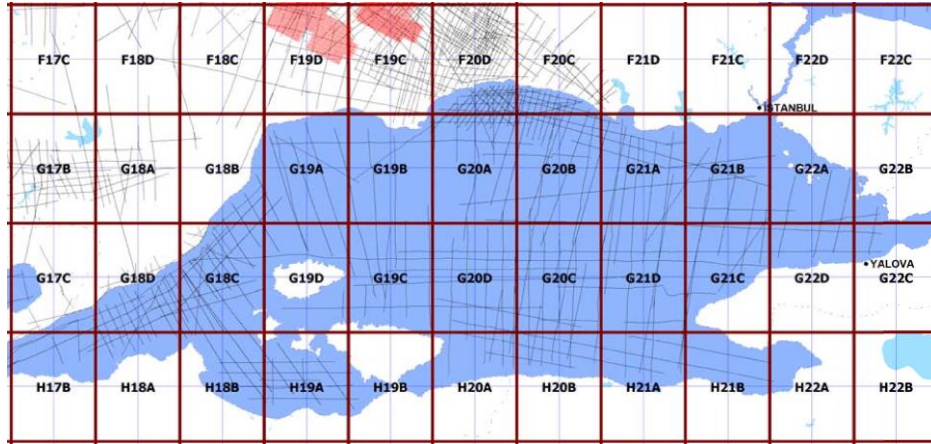 F17C F18D F18C F19D F19C F20D F20C F21D F21C F22D F22C
İSTANBUL
G17B G18A G18B G19A G19B G20A G20B G21A G21B G22A G22B
YALOVA
G17C G18D G18C G19D G19C G20D G20C G21D G21C G22D G22C
H17B H18A H18B H19A H19B H20A H20B H21A H21B H22A H22B